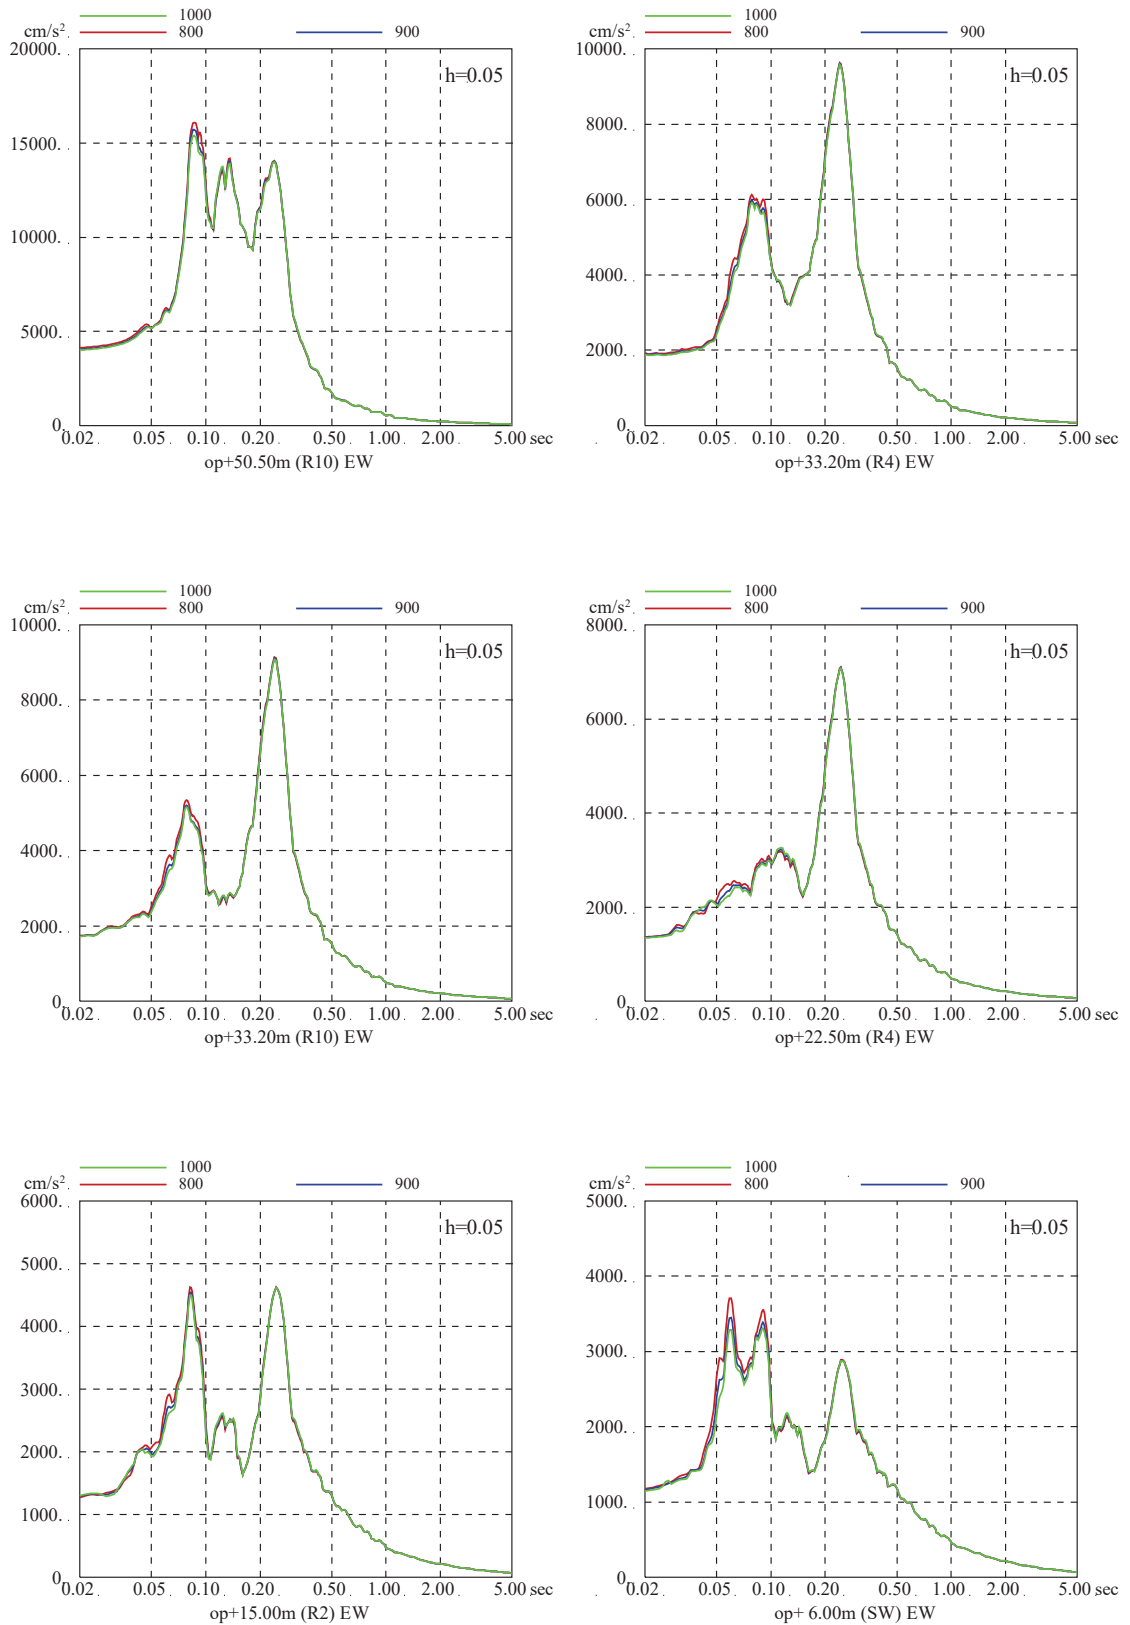 1000
cm/s². 800 900
20000.
h=0.05
15000.
10000.
5000.
0.
0.02 0.05 0.10 0.20 0.50 1.00 2.00 5.00 sec
op+50.50m (R10) EW
1000
cm/s². 800 900
10000.
h=0.05
8000.
6000.
4000.
2000.
0.
0.02 0.05 0.10 0.20 0.50 1.00 2.00 5.00 sec
op+33.20m (R4) EW
1000
cm/s². 800 900
10000.
h=0.05
8000.
6000.
4000.
2000.
0.
0.02 0.05 0.10 0.20 0.50 1.00 2.00 5.00 sec
op+33.20m (R10) EW
1000
cm/s². 800 900
8000.
h=0.05
6000.
4000.
2000.
0.
0.02 0.05 0.10 0.20 0.50 1.00 2.00 5.00 sec
op+22.50m (R4) EW
1000
cm/s². 800 900
6000.
h=0.05
5000.
4000.
3000.
2000.
1000.
0.
0.02 0.05 0.10 0.20 0.50 1.00 2.00 5.00 sec
op+15.00m (R2) EW
1000
cm/s². 800 900
5000.
h=0.05
4000.
3000.
2000.
1000.
0.
0.02 0.05 0.10 0.20 0.50 1.00 2.00 5.00 sec
op+ 6.00m (SW) EW